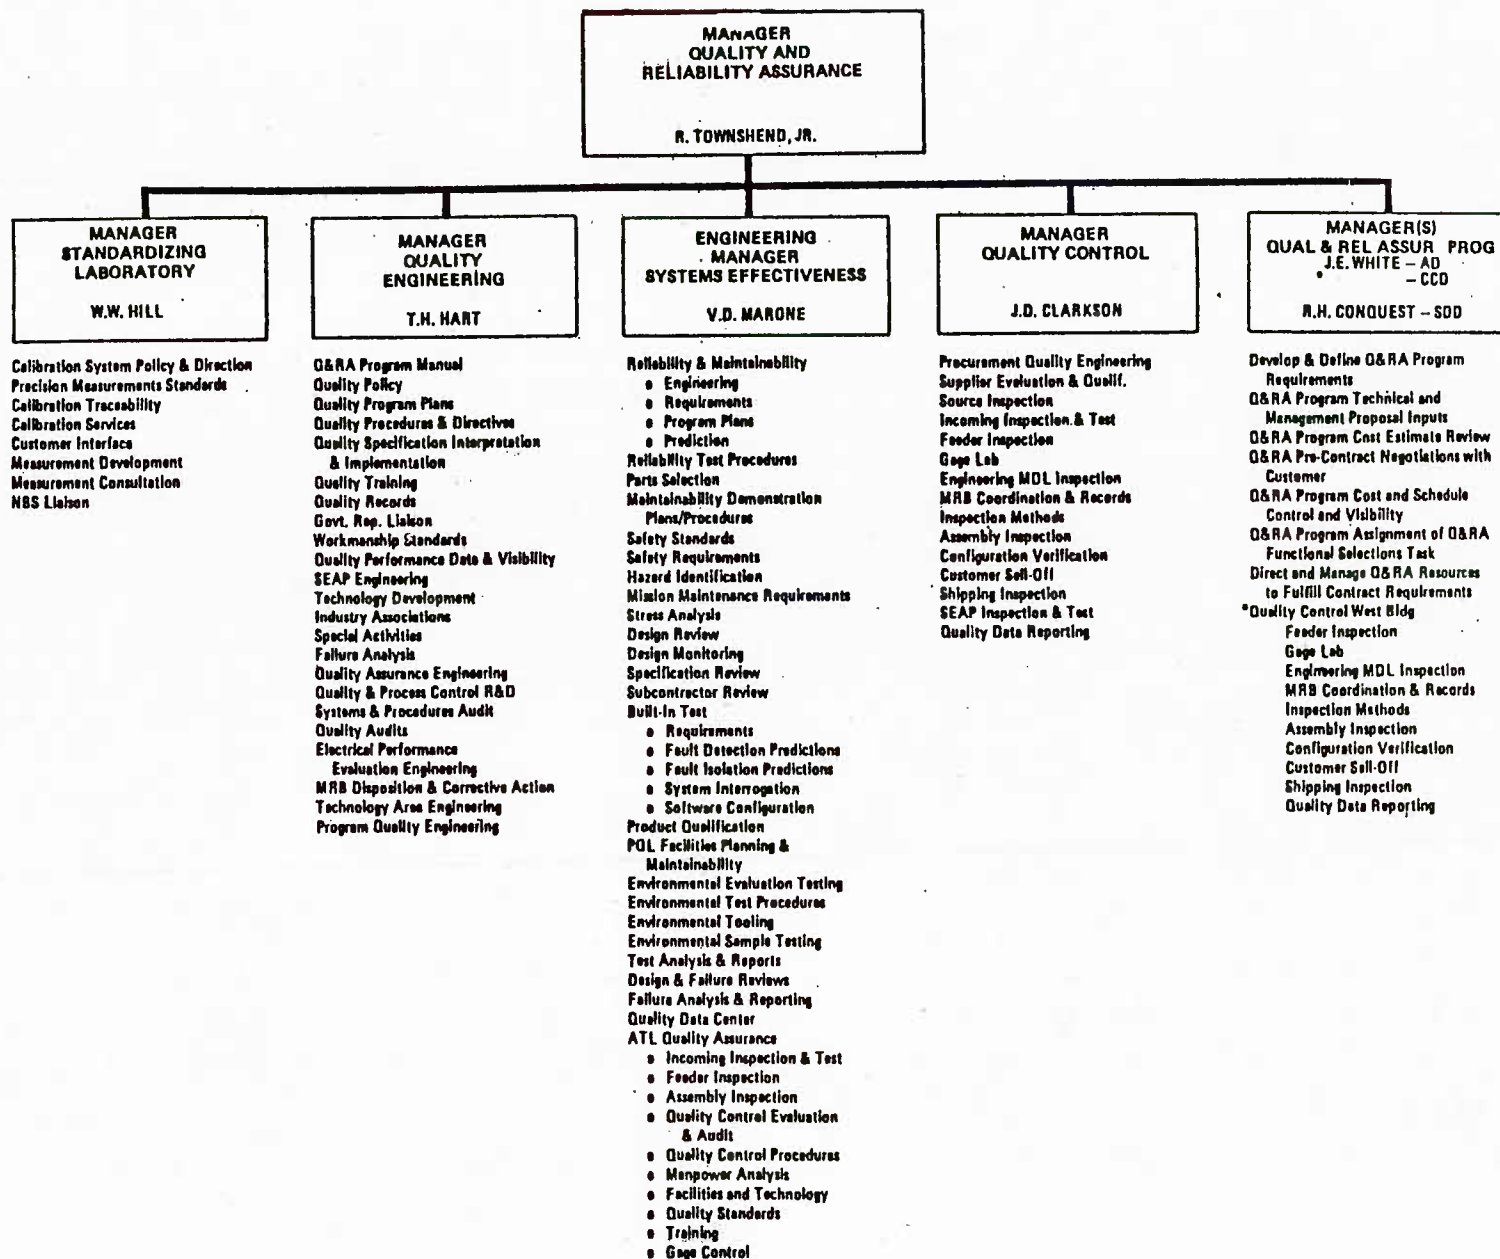 MANAGER
QUALITY AND
RELIABILITY ASSURANCE
R. TOWNSHEND, JR.
MANAGER
STANDARDIZING
LABORATORY
W.W. HILL
Calibration System Policy & Direction
Precision Measurements Standards
Calibration Traceability
Calibration Services
Customer Interface
Measurement Development
Measurement Consultation
NBS Liaison
MANAGER
QUALITY
ENGINEERING
T.H. HART
Q&RA Program Manual
Quality Policy
Quality Program Plans
Quality Procedures & Directives
Quality Specification Interpretation
& Implementation
Quality Training
Quality Records
Govt. Rep. Liaison
Workmanship Standards
Quality Performance Data & Visibility
SEAP Engineering
Technology Development
Industry Associations
Special Activities
Failure Analysis
Quality Assurance Engineering
Quality & Process Control R&D
Systems & Procedures Audit
Quality Audits
Electrical Performance
Evaluation Engineering
MRB Disposition & Corrective Action
Technology Area Engineering
Program Quality Engineering
ENGINEERING
MANAGER
SYSTEMS EFFECTIVENESS
V.D. MARONE
Reliability & Maintainability
• Engineering
• Requirements
• Program Plans
• Prediction
Reliability Test Procedures
Parts Selection
Maintainability Demonstration
Plans/Procedures
Safety Standards
Safety Requirements
Hazard Identification
Mission Maintenance Requirements
Stress Analysis
Design Review
Design Monitoring
Specification Review
Subcontractor Review
Built-In Test
• Requirements
• Fault Detection Predictions
• Fault Isolation Predictions
• System Interrogation
• Software Configuration
Product Qualification
PQL Facilities Planning &
Maintainability
Environmental Evaluation Testing
Environmental Test Procedures
Environmental Tooling
Environmental Sample Testing
Test Analysis & Reports
Design & Failure Reviews
Failure Analysis & Reporting
Quality Data Center
ATL Quality Assurance
• Incoming Inspection & Test
• Feeder Inspection
• Assembly Inspection
• Quality Control Evaluation
& Audit
• Quality Control Procedures
• Manpower Analysis
• Facilities and Technology
• Quality Standards
• Training
• Gage Control
MANAGER
QUALITY CONTROL
J.D. CLARKSON
Procurement Quality Engineering
Supplier Evaluation & Qualif.
Source Inspection
Incoming Inspection & Test
Feeder Inspection
Gage Lab
Engineering MDL Inspection
MRB Coordination & Records
Inspection Methods
Assembly Inspection
Configuration Verification
Customer Sell-Off
Shipping Inspection
SEAP Inspection & Test
Quality Data Reporting
MANAGER(S)
QUAL & REL ASSUR PROG
J.E. WHITE – AD
* – CCD
R.H. CONQUEST – SDD
Develop & Define Q&RA Program
Requirements
Q&RA Program Technical and
Management Proposal Inputs
Q&RA Program Cost Estimate Review
Q&RA Pre-Contract Negotiations with
Customer
Q&RA Program Cost and Schedule
Control and Visibility
Q&RA Program Assignment of Q&RA
Functional Selections Task
Direct and Manage Q&RA Resources
to Fulfill Contract Requirements
*Quality Control West Bldg
Feeder Inspection
Gage Lab
Engineering MDL Inspection
MRB Coordination & Records
Inspection Methods
Assembly Inspection
Configuration Verification
Customer Sell-Off
Shipping Inspection
Quality Data Reporting